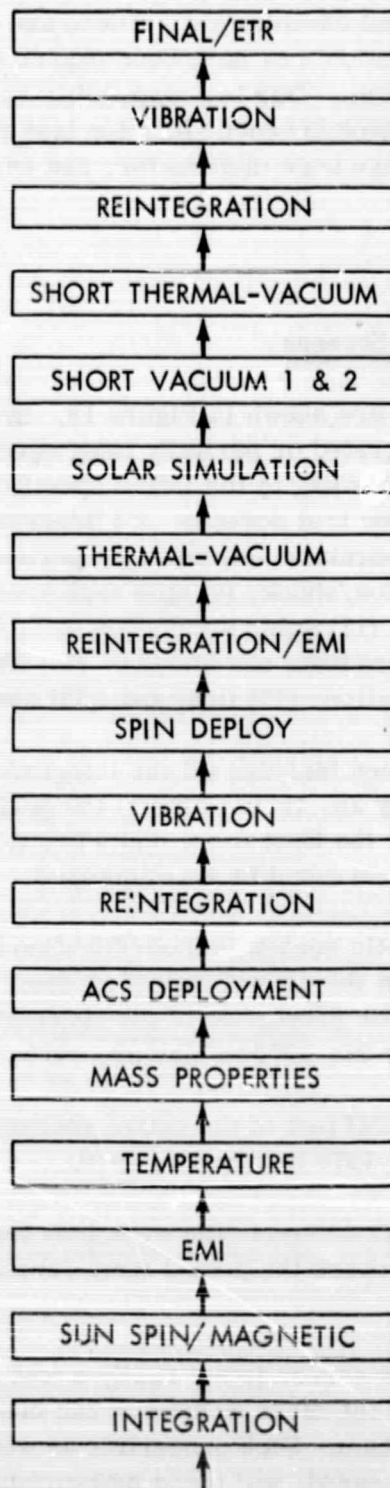 FINAL/ETR
VIBRATION
REINTEGRATION
SHORT THERMAL-VACUUM
SHORT VACUUM 1 & 2
SOLAR SIMULATION
THERMAL-VACUUM
REINTEGRATION/EMI
SPIN DEPLOY
VIBRATION
REINTEGRATION
ACS DEPLOYMENT
MASS PROPERTIES
TEMPERATURE
EMI
SUN SPIN/MAGNETIC
INTEGRATION